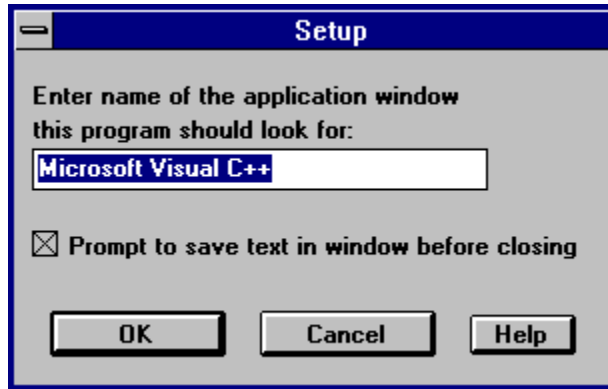 Setup
Enter name of the application window
this program should look for:
Microsoft Visual C++
Prompt to save text in window before closing
OK Cancel Help